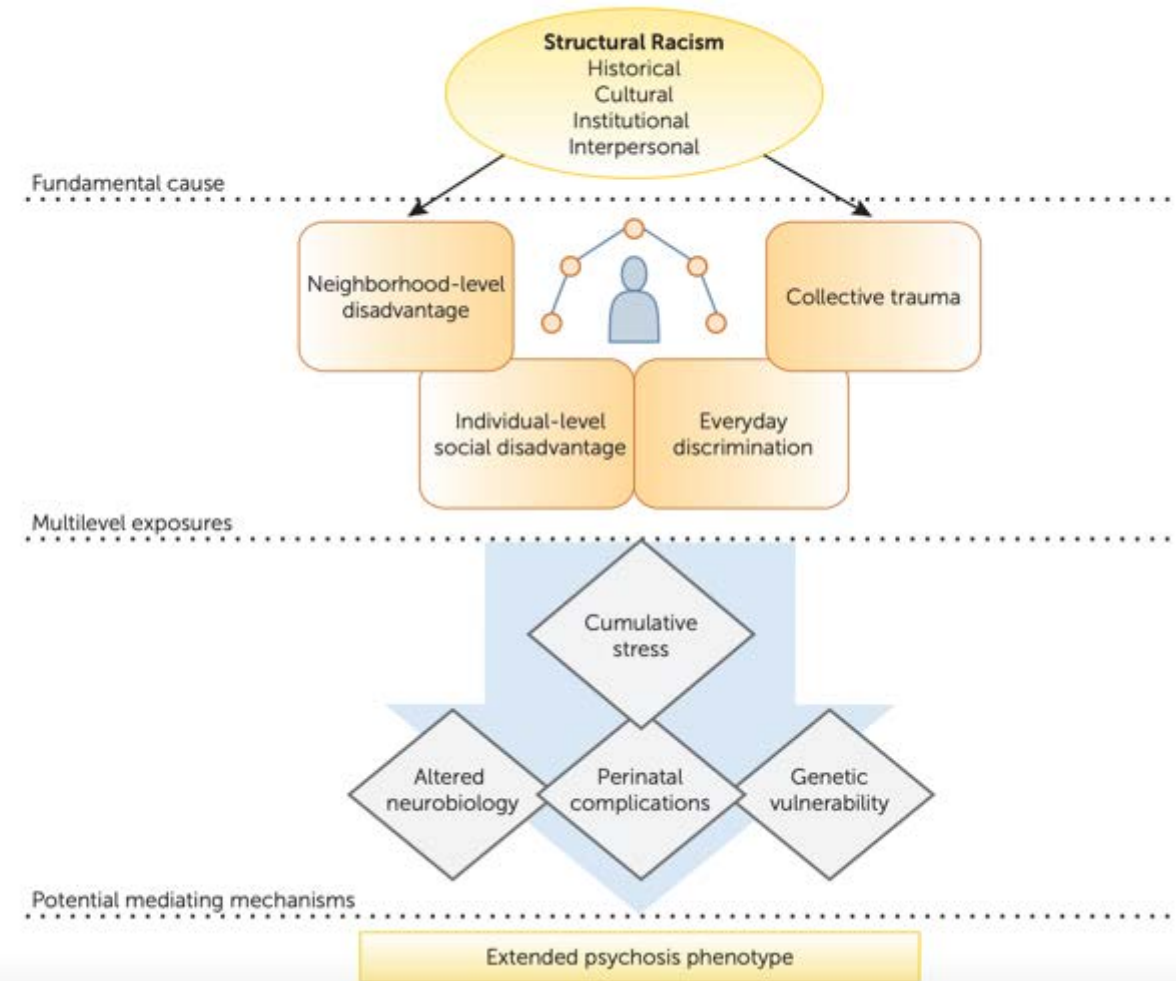 Structural Racism
Historical
Cultural
Institutional
Interpersonal
Fundamental cause
Neighborhood-level
disadvantage
Collective trauma
Individual-level
social disadvantage
Everyday
discrimination
Multilevel exposures
Cumulative
stress
Altered
neurobiology
Perinatal
complications
Genetic
vulnerability
Potential mediating mechanisms
Extended psychosis phenotype